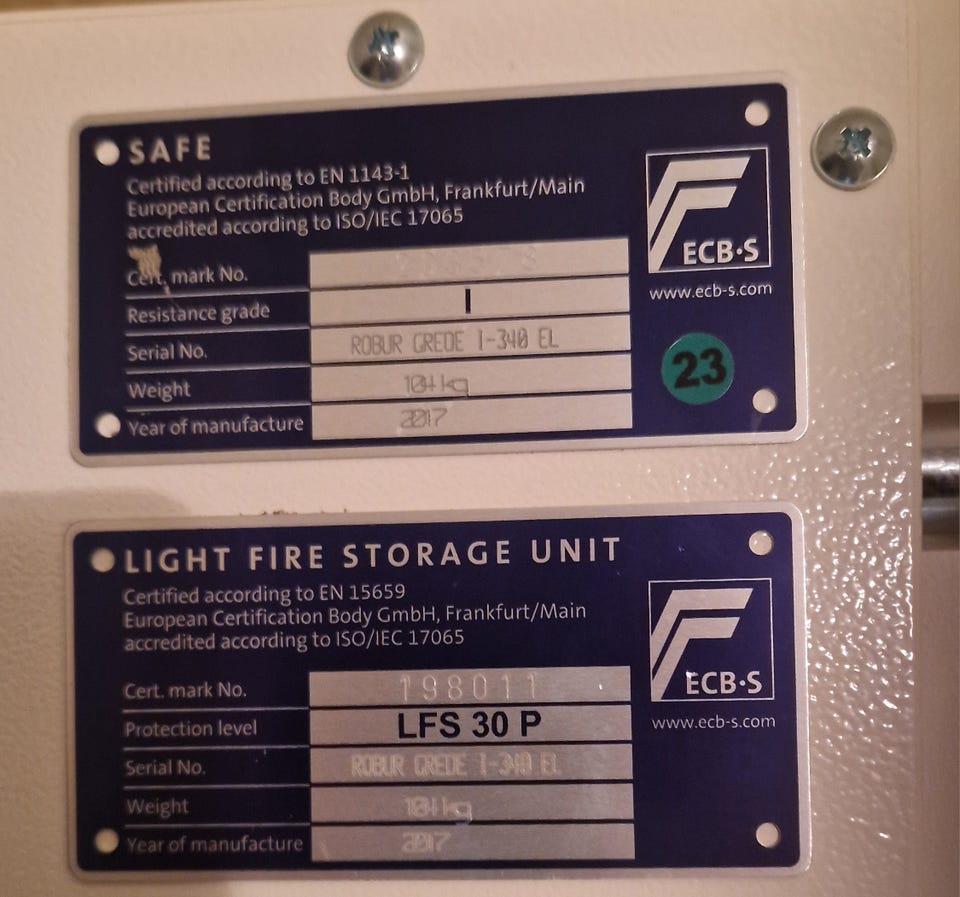 SAFE
Certified according to EN 1143-1
European Certification Body GmbH, Frankfurt/Main
accredited according to ISO/IEC 17065
Cert. mark No.
Resistance grade I
Serial No. ROBUR GREDE I-340 EL
Weight
Year of manufacture 2017
ECB·S
www.ecb-s.com
23
LIGHT FIRE STORAGE UNIT
Certified according to EN 15659
European Certification Body GmbH, Frankfurt/Main
accredited according to ISO/IEC 17065
Cert. mark No. 198011
Protection level LFS 30 P
Serial No. ROBUR GREDE I-340 EL
Weight
Year of manufacture 2017
ECB·S
www.ecb-s.com